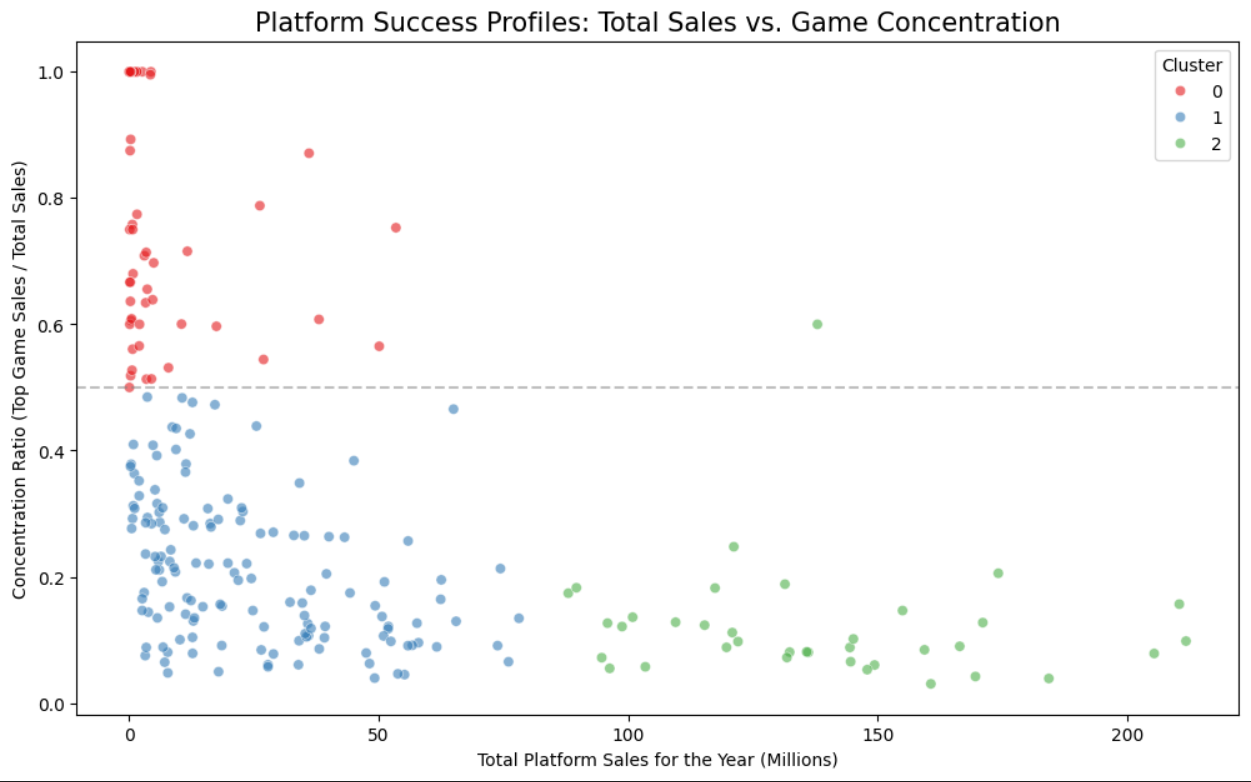 Platform Success Profiles: Total Sales vs. Game Concentration
Cluster
0
1
2
Concentration Ratio (Top Game Sales / Total Sales)
1.0
0.8
0.6
0.4
0.2
0.0
0 50 100 150 200
Total Platform Sales for the Year (Millions)